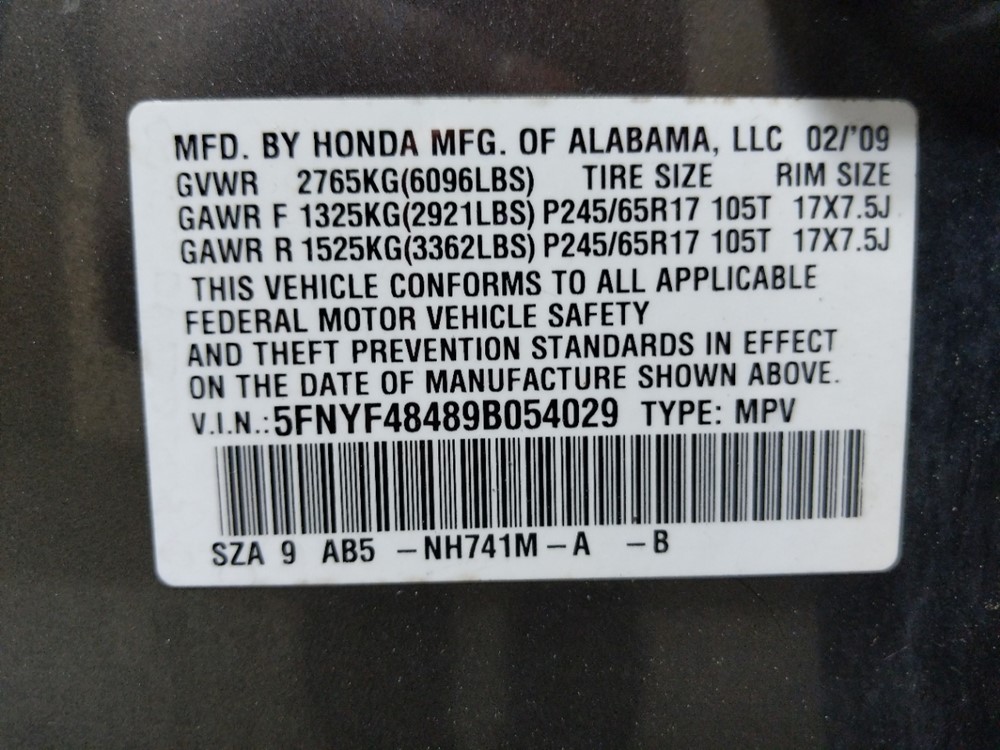 MFD. BY HONDA MFG. OF ALABAMA, LLC 02/'09
GVWR 2765KG(6096LBS) TIRE SIZE RIM SIZE
GAWR F 1325KG(2921LBS) P245/65R17 105T 17X7.5J
GAWR R 1525KG(3362LBS) P245/65R17 105T 17X7.5J
THIS VEHICLE CONFORMS TO ALL APPLICABLE
FEDERAL MOTOR VEHICLE SAFETY
AND THEFT PREVENTION STANDARDS IN EFFECT
ON THE DATE OF MANUFACTURE SHOWN ABOVE.
V.I.N.:5FNYF48489B054029 TYPE: MPV
SZA 9 AB5 –NH741M–A –B